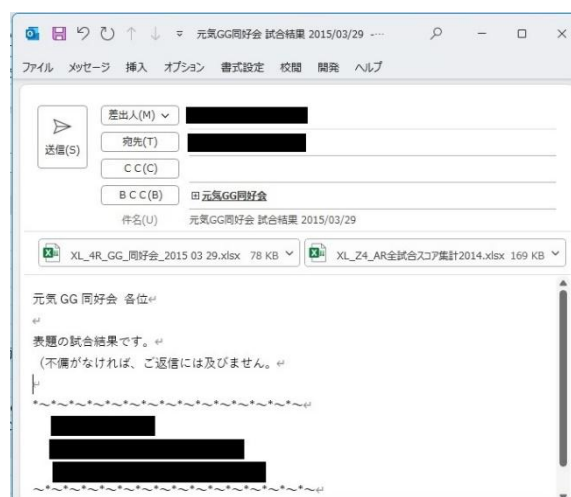 元気GG同好会 試合結果 2015/03/29 -…
ファイル メッセージ 挿入 オプション 書式設定 校閲 開発 ヘルプ
差出人(M)
送信(S)
宛先(T)
CC(C)
BCC(B) 元気GG同好会
件名(U) 元気GG同好会 試合結果 2015/03/29
XL_4R_GG_同好会_2015 03 29.xlsx 78 KB XL_Z4_AR全試合スコア集計2014.xlsx 169 KB
元気 GG 同好会 各位↵
↵
表題の試合結果です。↵
（不備がなければ、ご返信には及びません。↵
↵
*～*～*～*～*～*～*～*～*～*～*～*～*～↵
～*～*～*～*～*～*～*～*～*～*～*～*～*～↵